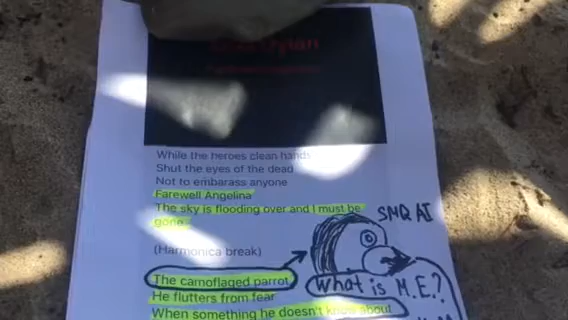 While the heroes clean hands
Shut the eyes of the dead
Not to embarass anyone
Farewell Angelina
The sky is flooding over and I must be
gone
SMQ AI
(Harmonica break)
The camoflaged parrot
What is M.E.?
He flutters from fear
When something he doesn't know about